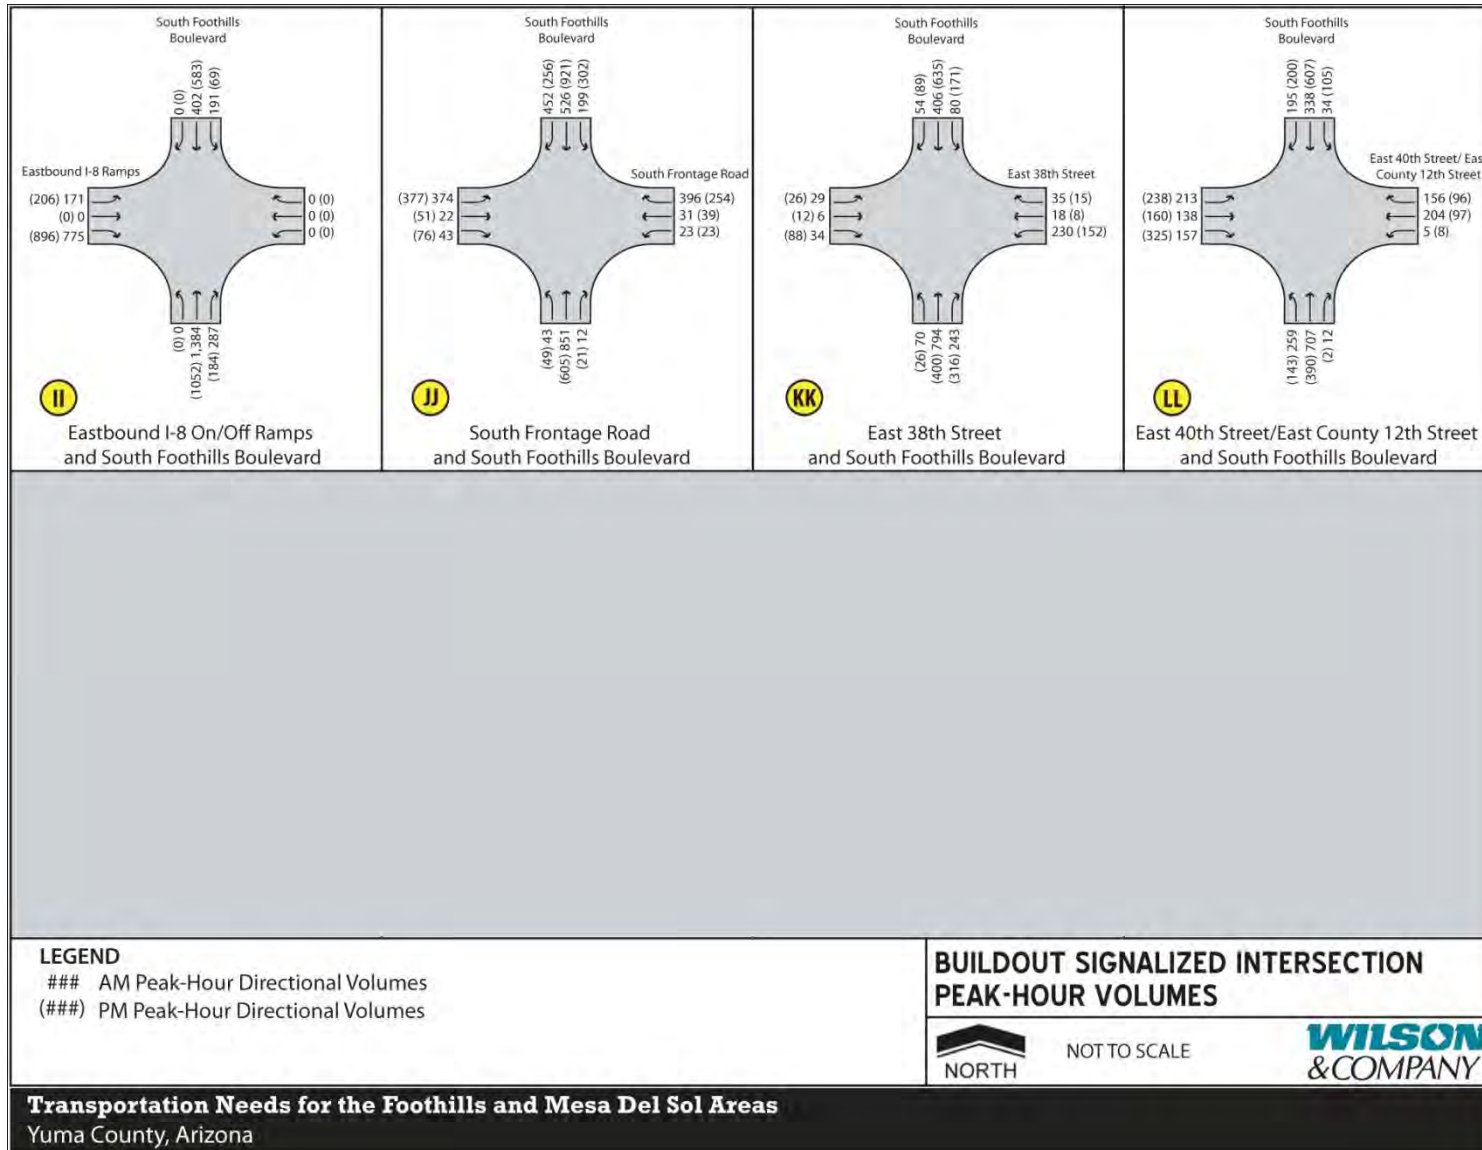 South Foothills
Boulevard
0 (0)
402 (583)
191 (69)
Eastbound I-8 Ramps
(206) 171
(0) 0
(896) 775
0 (0)
0 (0)
0 (0)
(0) 0
(1052) 1,384
(184) 287
II
Eastbound I-8 On/Off Ramps
and South Foothills Boulevard
South Foothills
Boulevard
452 (256)
526 (921)
199 (302)
South Frontage Road
(377) 374
(51) 22
(76) 43
396 (254)
31 (39)
23 (23)
(49) 43
(605) 851
(21) 12
JJ
South Frontage Road
and South Foothills Boulevard
South Foothills
Boulevard
54 (89)
406 (635)
80 (171)
East 38th Street
(26) 29
(12) 6
(88) 34
35 (15)
18 (8)
230 (152)
(26) 70
(400) 794
(316) 243
KK
East 38th Street
and South Foothills Boulevard
South Foothills
Boulevard
195 (200)
338 (607)
34 (105)
East 40th Street/ Eas
County 12th Street
(238) 213
(160) 138
(325) 157
156 (96)
204 (97)
5 (8)
(143) 259
(390) 707
(2) 12
LL
East 40th Street/East County 12th Street
and South Foothills Boulevard
LEGEND
### AM Peak-Hour Directional Volumes
(###) PM Peak-Hour Directional Volumes
BUILDOUT SIGNALIZED INTERSECTION
PEAK-HOUR VOLUMES
NORTH
NOT TO SCALE
WILSON
&COMPANY
Transportation Needs for the Foothills and Mesa Del Sol Areas
Yuma County, Arizona